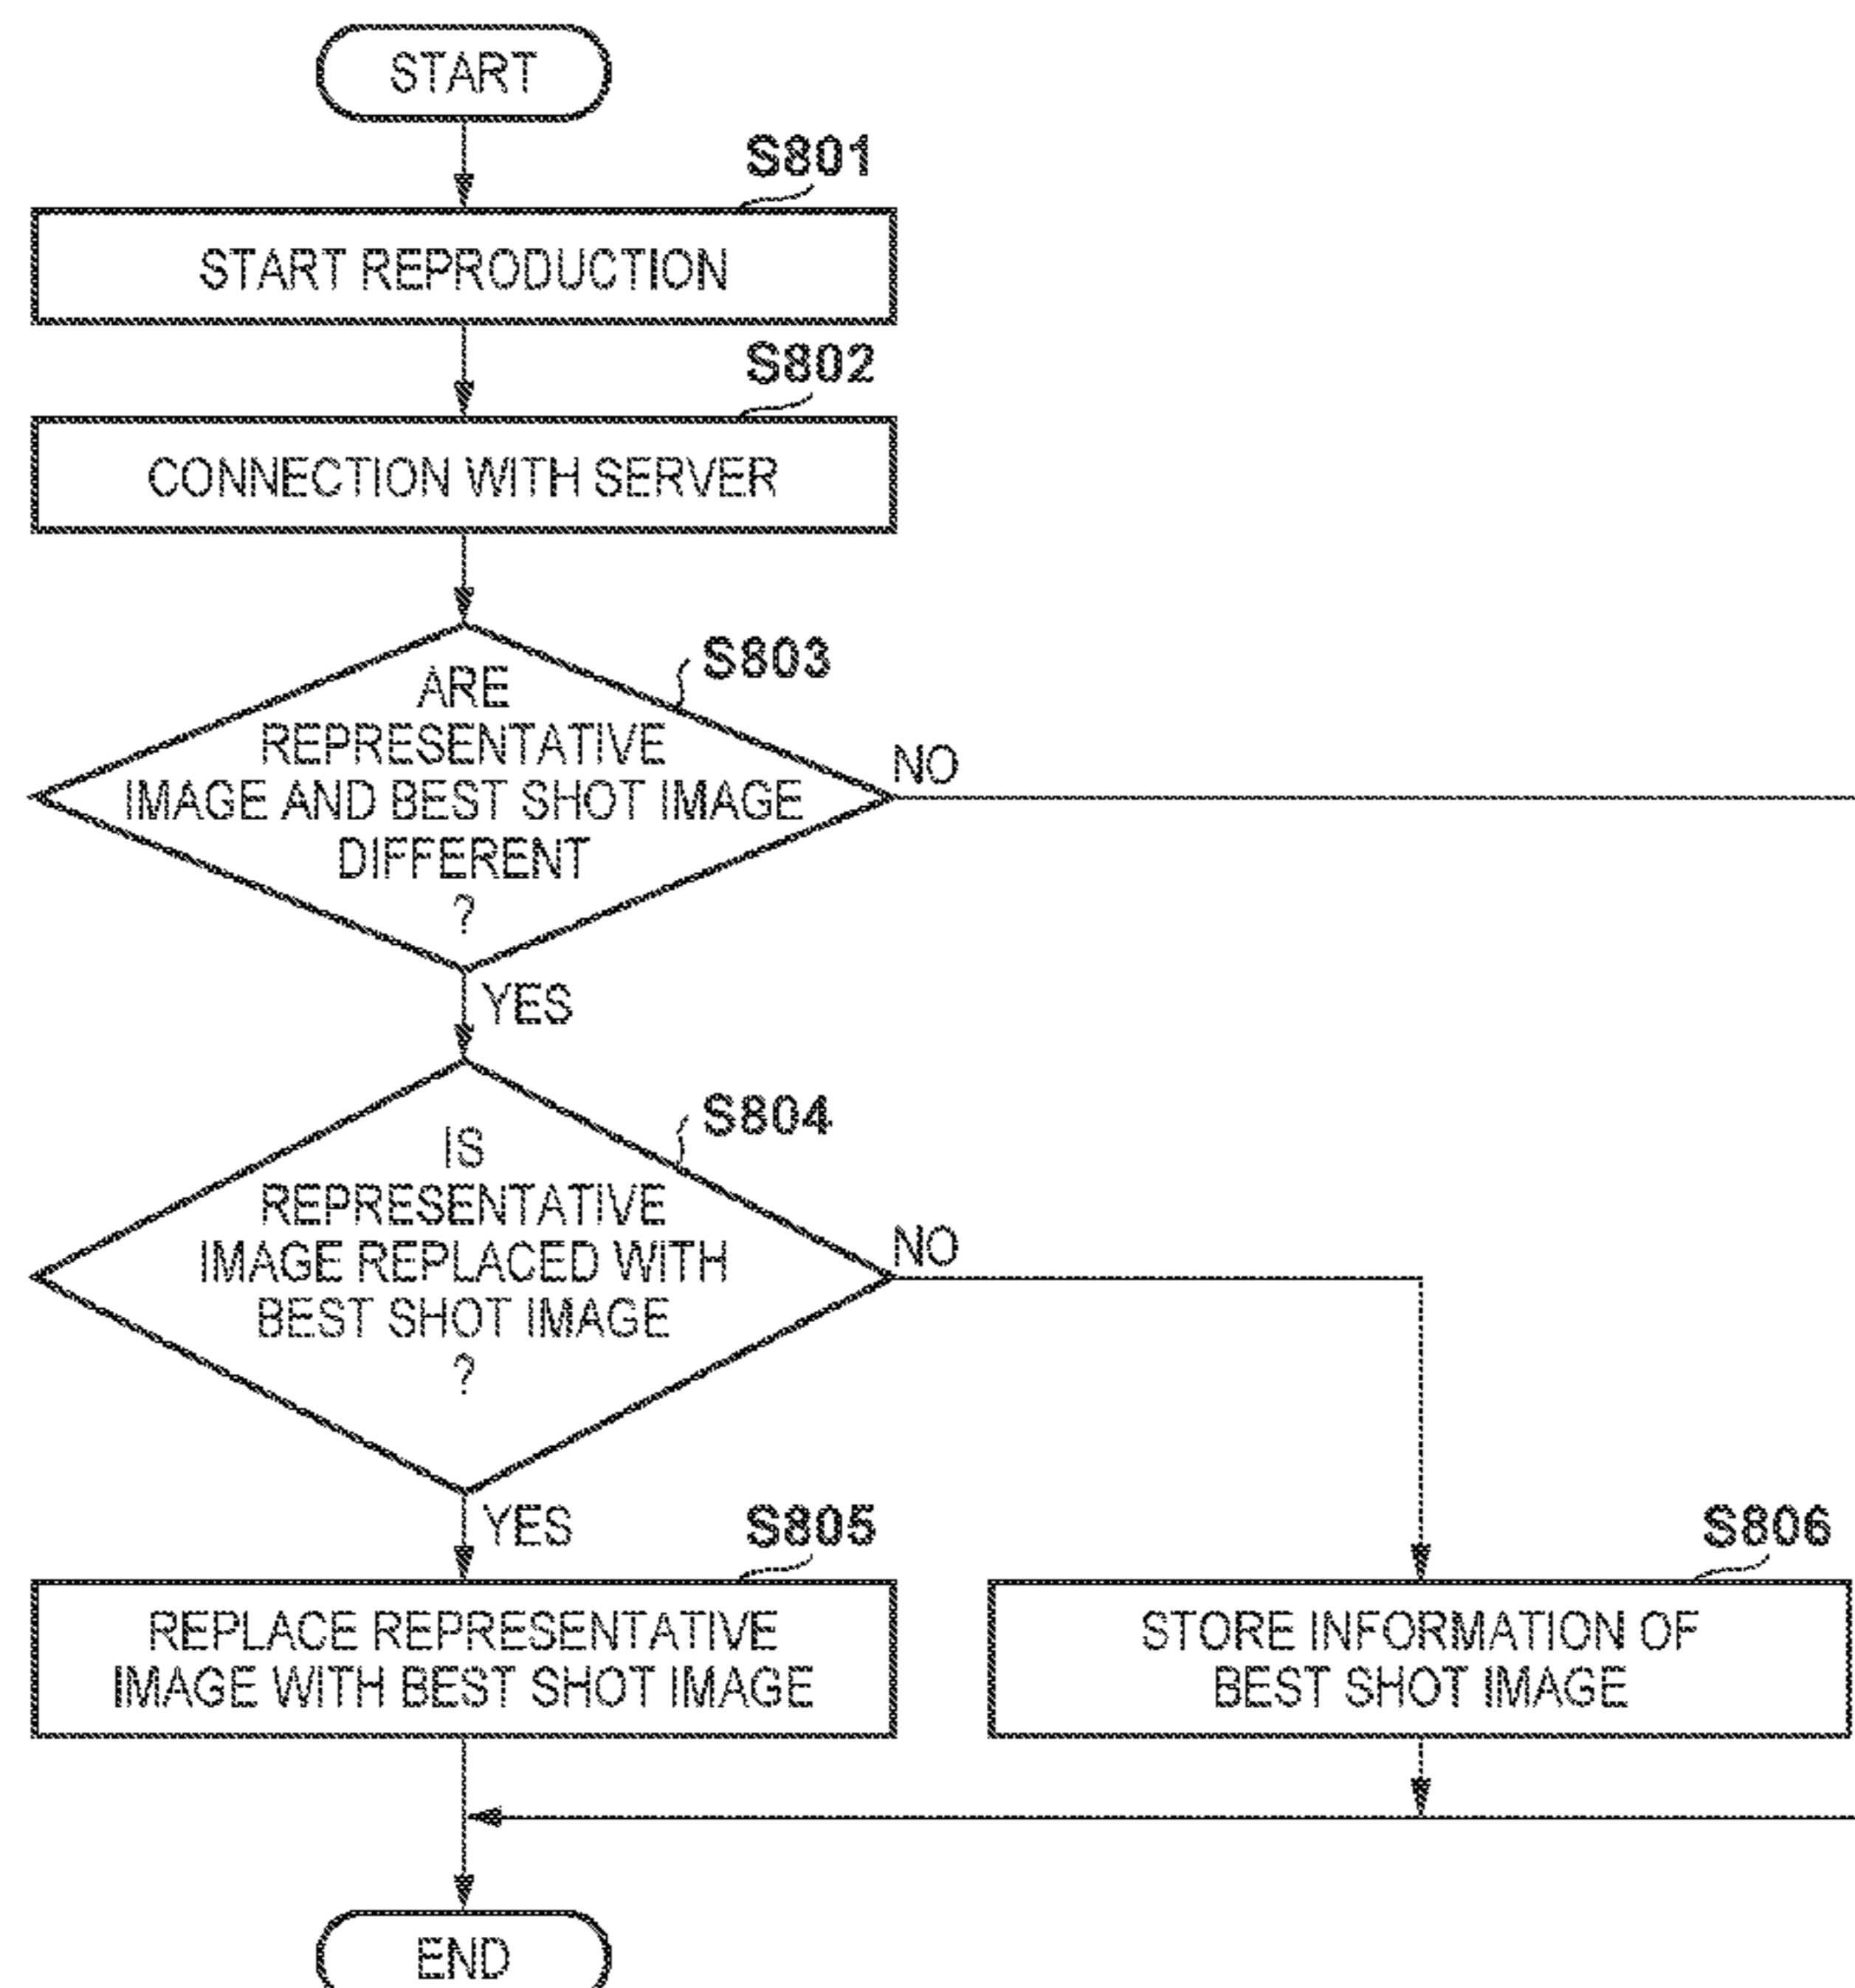 START
S801
START REPRODUCTION
S802
CONNECTION WITH SERVER
S803
ARE
REPRESENTATIVE
IMAGE AND BEST SHOT IMAGE
DIFFERENT
?
NO
YES
S804
IS
REPRESENTATIVE
IMAGE REPLACED WITH
BEST SHOT IMAGE
?
NO
YES
S805
REPLACE REPRESENTATIVE
IMAGE WITH BEST SHOT IMAGE
S806
STORE INFORMATION OF
BEST SHOT IMAGE
END